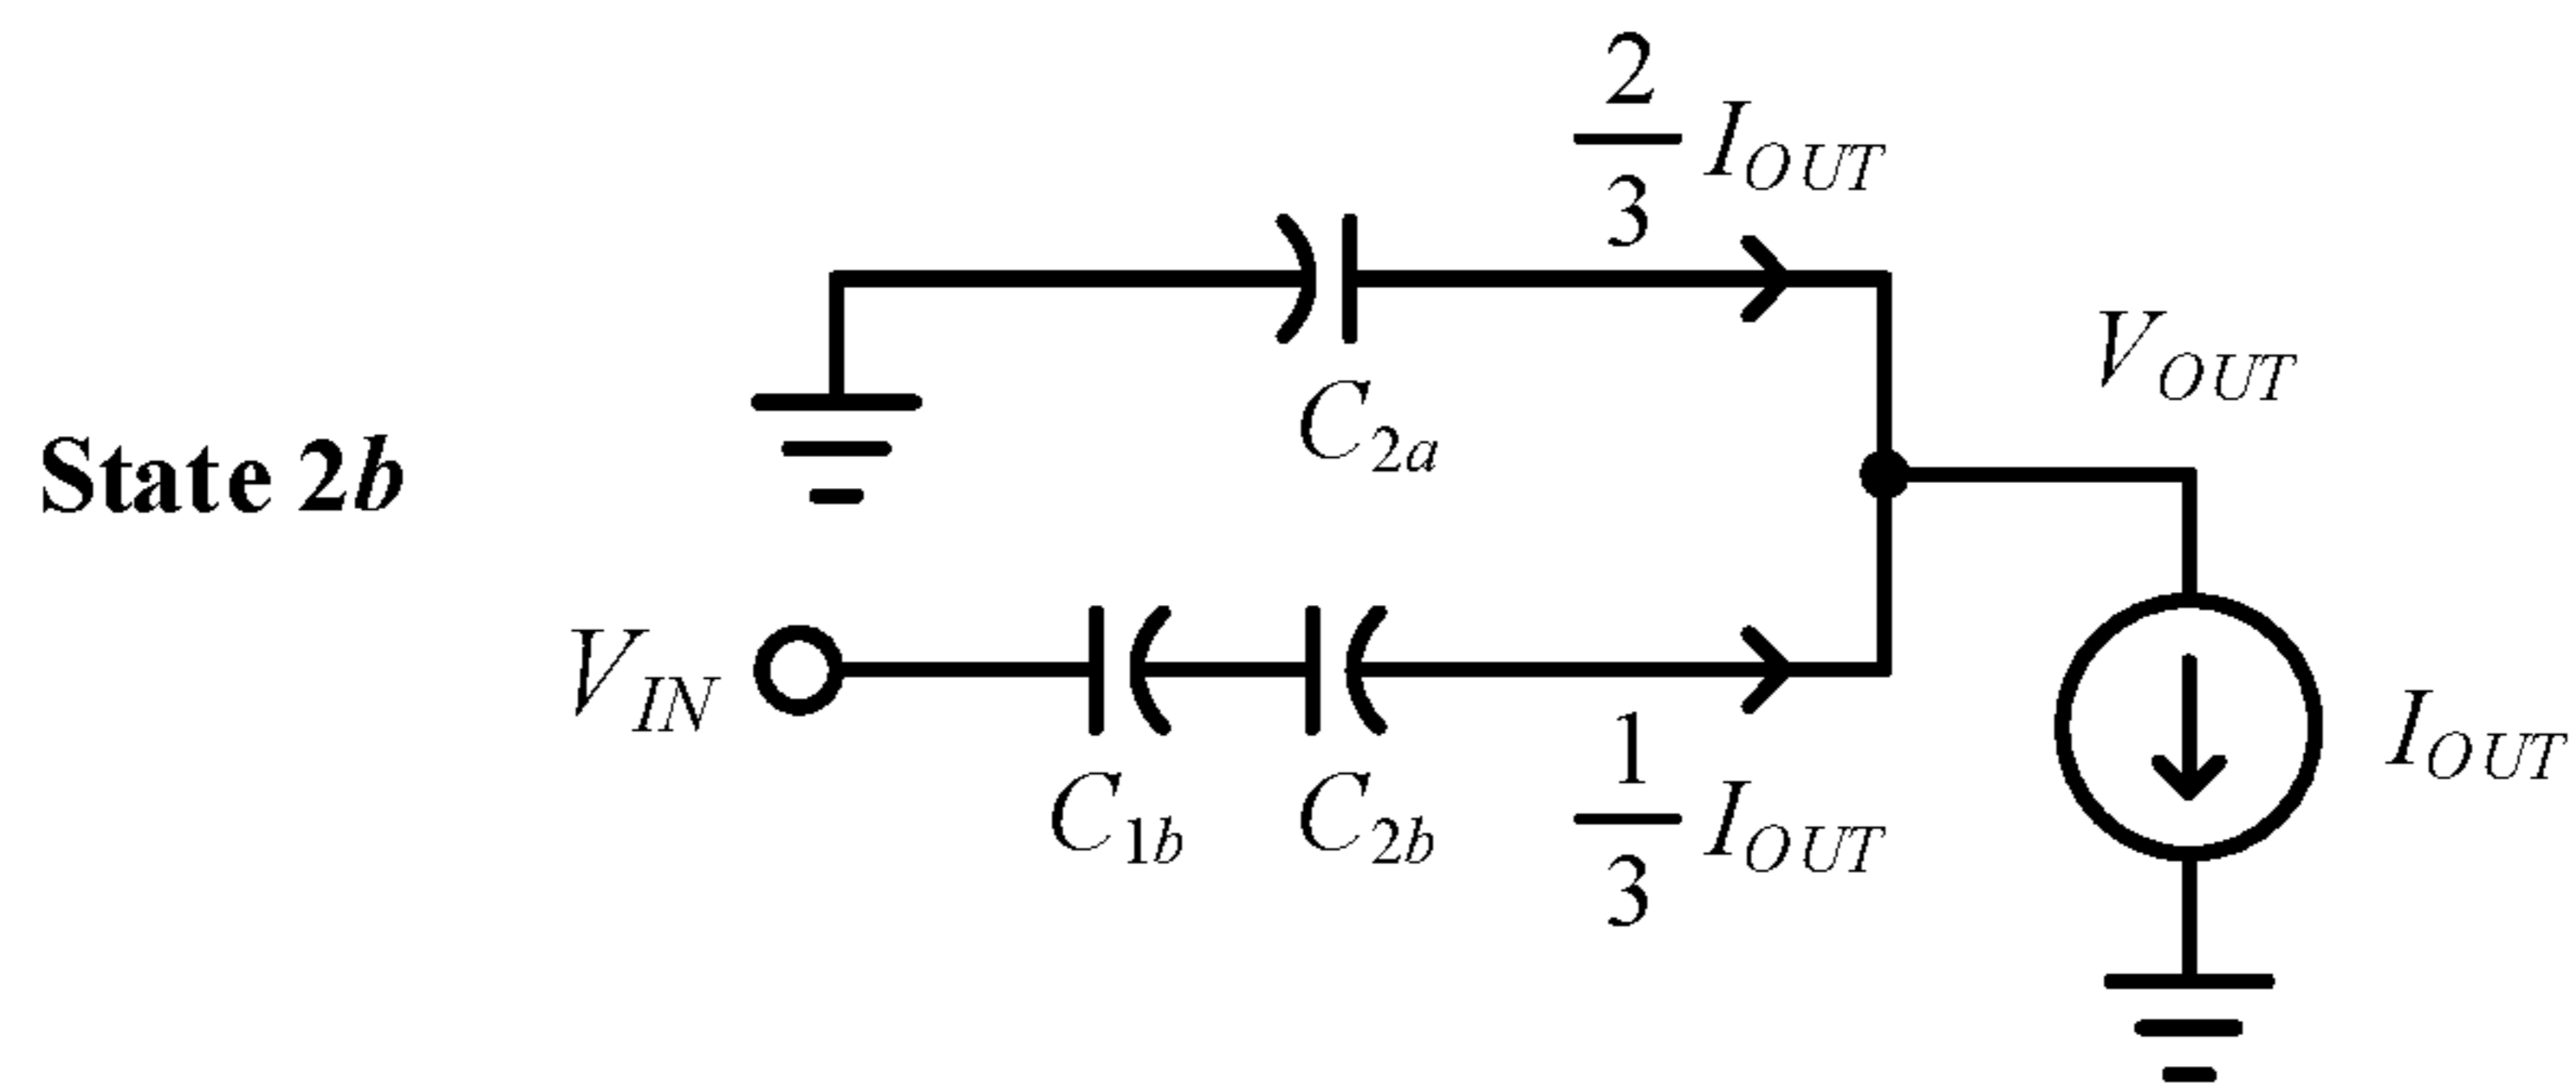 2/3 I_OUT
C_2a
V_OUT
State 2b
V_IN
C_1b
C_2b
1/3 I_OUT
I_OUT